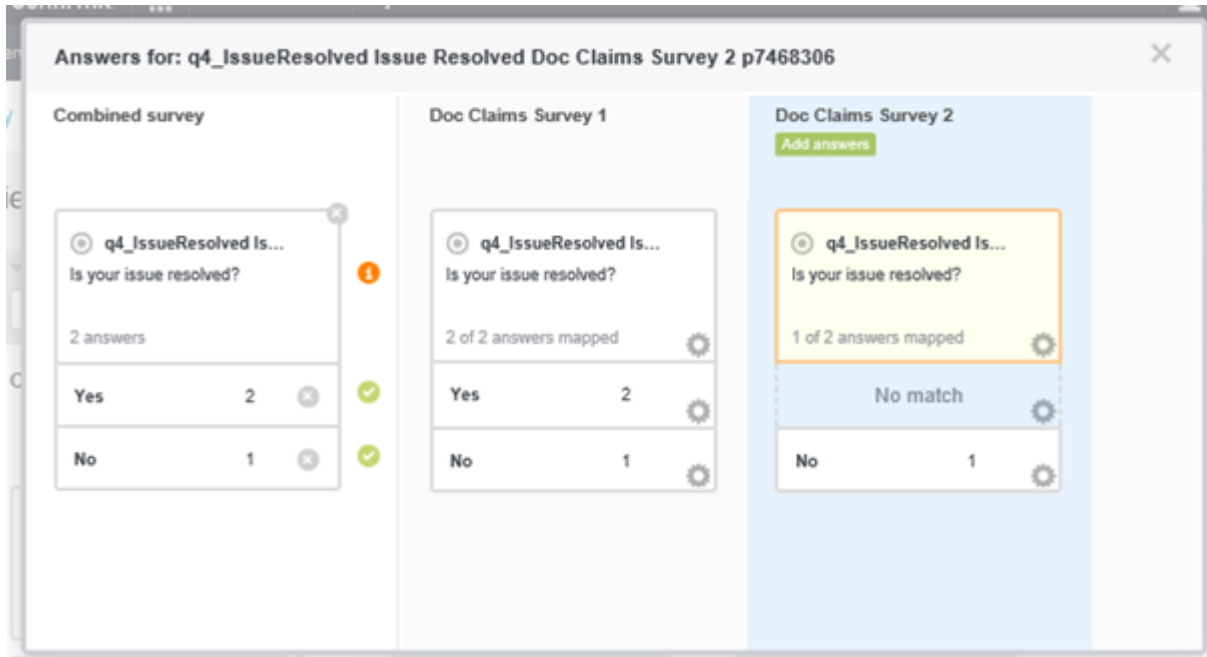 Answers for: q4_IssueResolved Issue Resolved Doc Claims Survey 2 p7468306
Combined survey
Doc Claims Survey 1
Doc Claims Survey 2
Add answers
q4_IssueResolved Is...
Is your issue resolved?
2 answers
Yes 2
No 1
q4_IssueResolved Is...
Is your issue resolved?
2 of 2 answers mapped
Yes 2
No 1
q4_IssueResolved Is...
Is your issue resolved?
1 of 2 answers mapped
No match
No 1